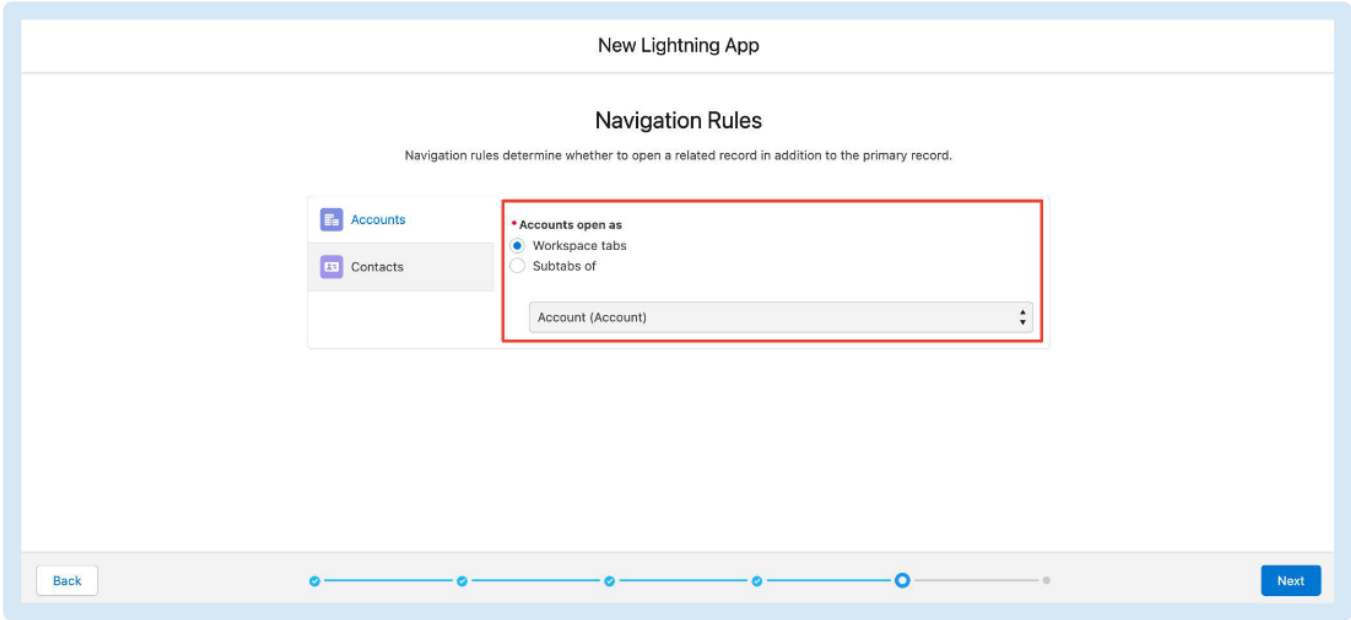 New Lightning App
Navigation Rules
Navigation rules determine whether to open a related record in addition to the primary record.
Accounts
Contacts
* Accounts open as
Workspace tabs
Subtabs of
Account (Account)
Back
Next